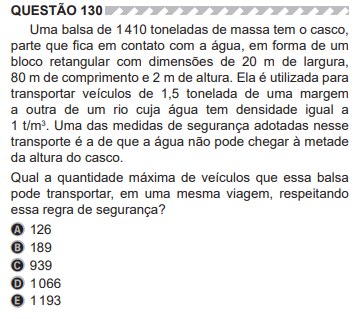 QUESTÃO 130
Uma balsa de 1 410 toneladas de massa tem o casco,
parte que fica em contato com a água, em forma de um
bloco retangular com dimensões de 20 m de largura,
80 m de comprimento e 2 m de altura. Ela é utilizada para
transportar veículos de 1,5 tonelada de uma margem
a outra de um rio cuja água tem densidade igual a
1 t/m³. Uma das medidas de segurança adotadas nesse
transporte é a de que a água não pode chegar à metade
da altura do casco.
Qual a quantidade máxima de veículos que essa balsa
pode transportar, em uma mesma viagem, respeitando
essa regra de segurança?
A 126
B 189
C 939
D 1 066
E 1 193